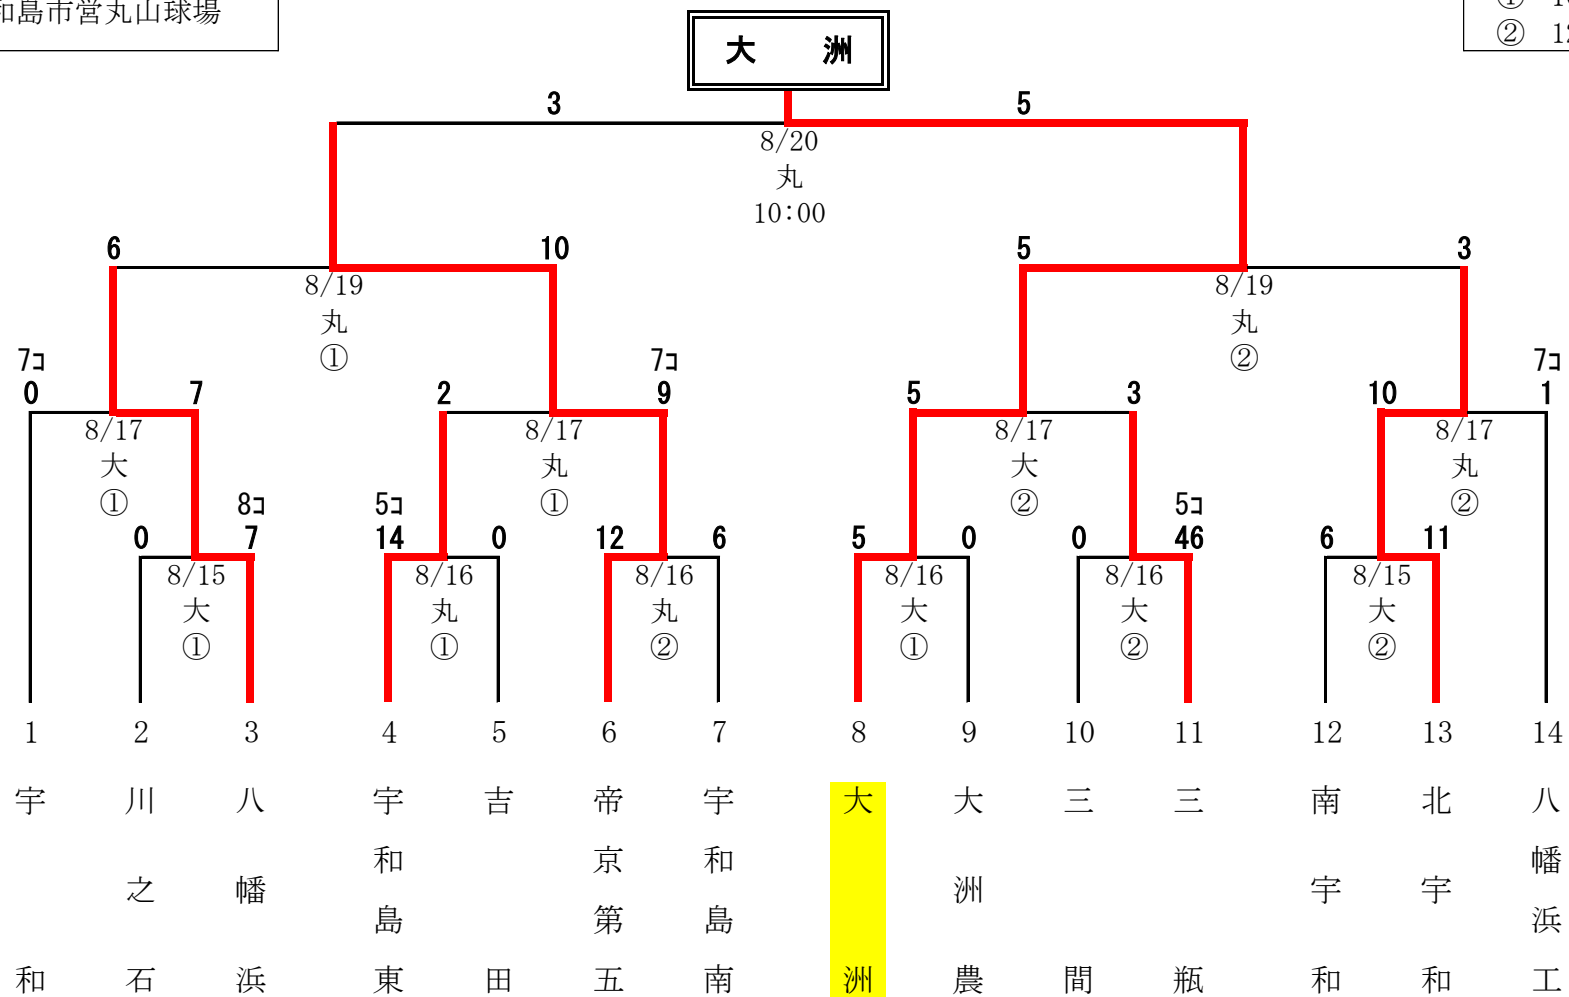 和島市営丸山球場
①
② 12
大 洲
3 5
8/20
丸
10:00
6 10 5 3
8/19 8/19
丸 丸
① ②
7コ 7コ 7コ
0 7 2 9 5 3 10 1
8/17 8/17 8/17 8/17
大 丸 大 丸
① ① ② ②
8コ 5コ 5コ
0 7 14 0 12 6 5 0 0 46 6 11
8/15 8/16 8/16 8/16 8/16 8/15
大 丸 丸 大 大 大
① ① ② ① ② ②
1 2 3 4 5 6 7 8 9 10 11 12 13 14
宇和
川之石
八幡浜
宇和島東
吉田
帝京第五
宇和島南
大洲
大洲農
三間
三瓶
南宇和
北宇和
八幡浜工